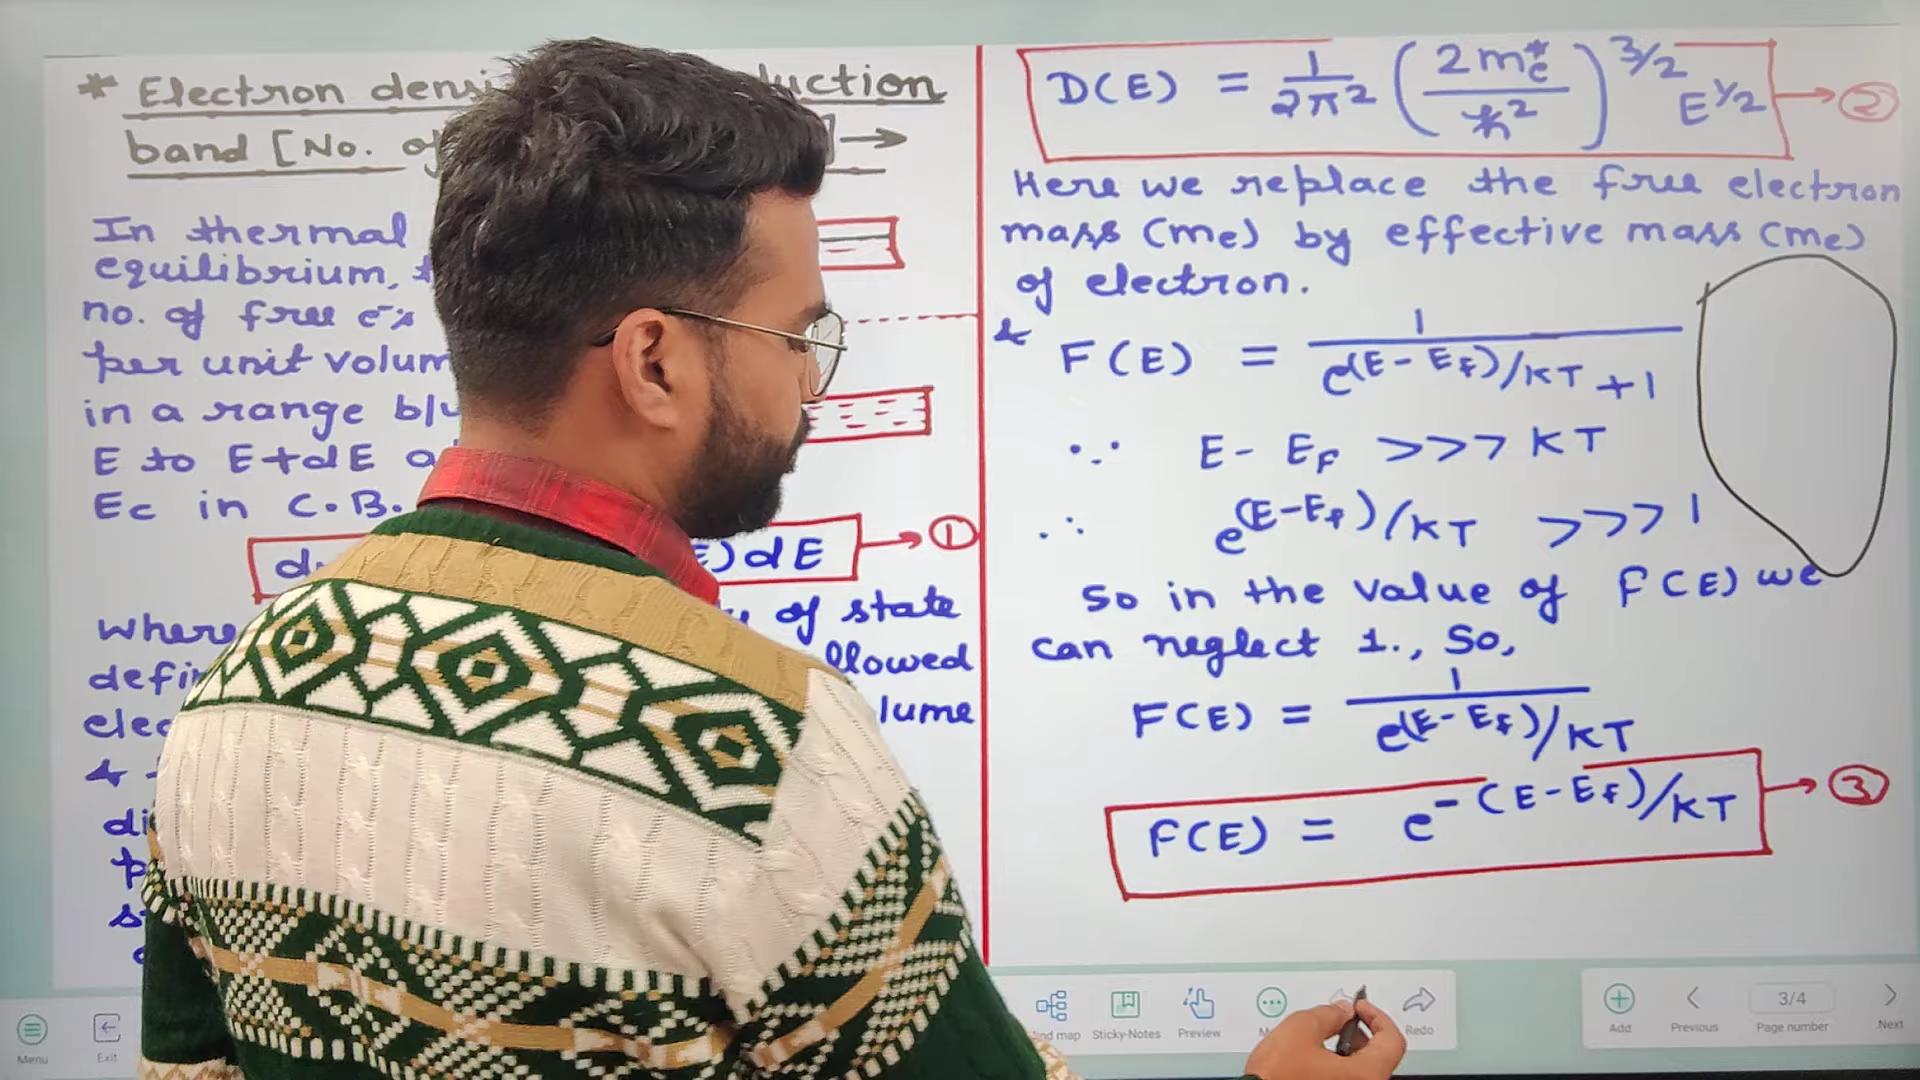 * Electron uction
band [No. →
In thermal
equilibrium,
no. of free e⁻s
per unit volum
in a range b/w
E to E+dE
Ec in C.B.
)dE → ①
where of state
defi llowed
elec lume
&
di
D(E) = 1/2π² (2m*e/ħ²)^3/2 E^1/2 → ②
Here we replace the free electron
mass (me) by effective mass (me)
of electron.
& F(E) = 1/e^(E-Ef)/KT + 1
∵ E - EF >>> KT
∴ e^(E-Ef)/KT >>> 1
So in the value of F(E) we
can neglect 1., So,
F(E) = 1/e^(E-Ef)/KT
F(E) = e^-(E-Ef)/KT → ③
Menu
Exit
nd map
Sticky-Notes
Preview
Redo
Add
Previous
3/4
Page number
Next